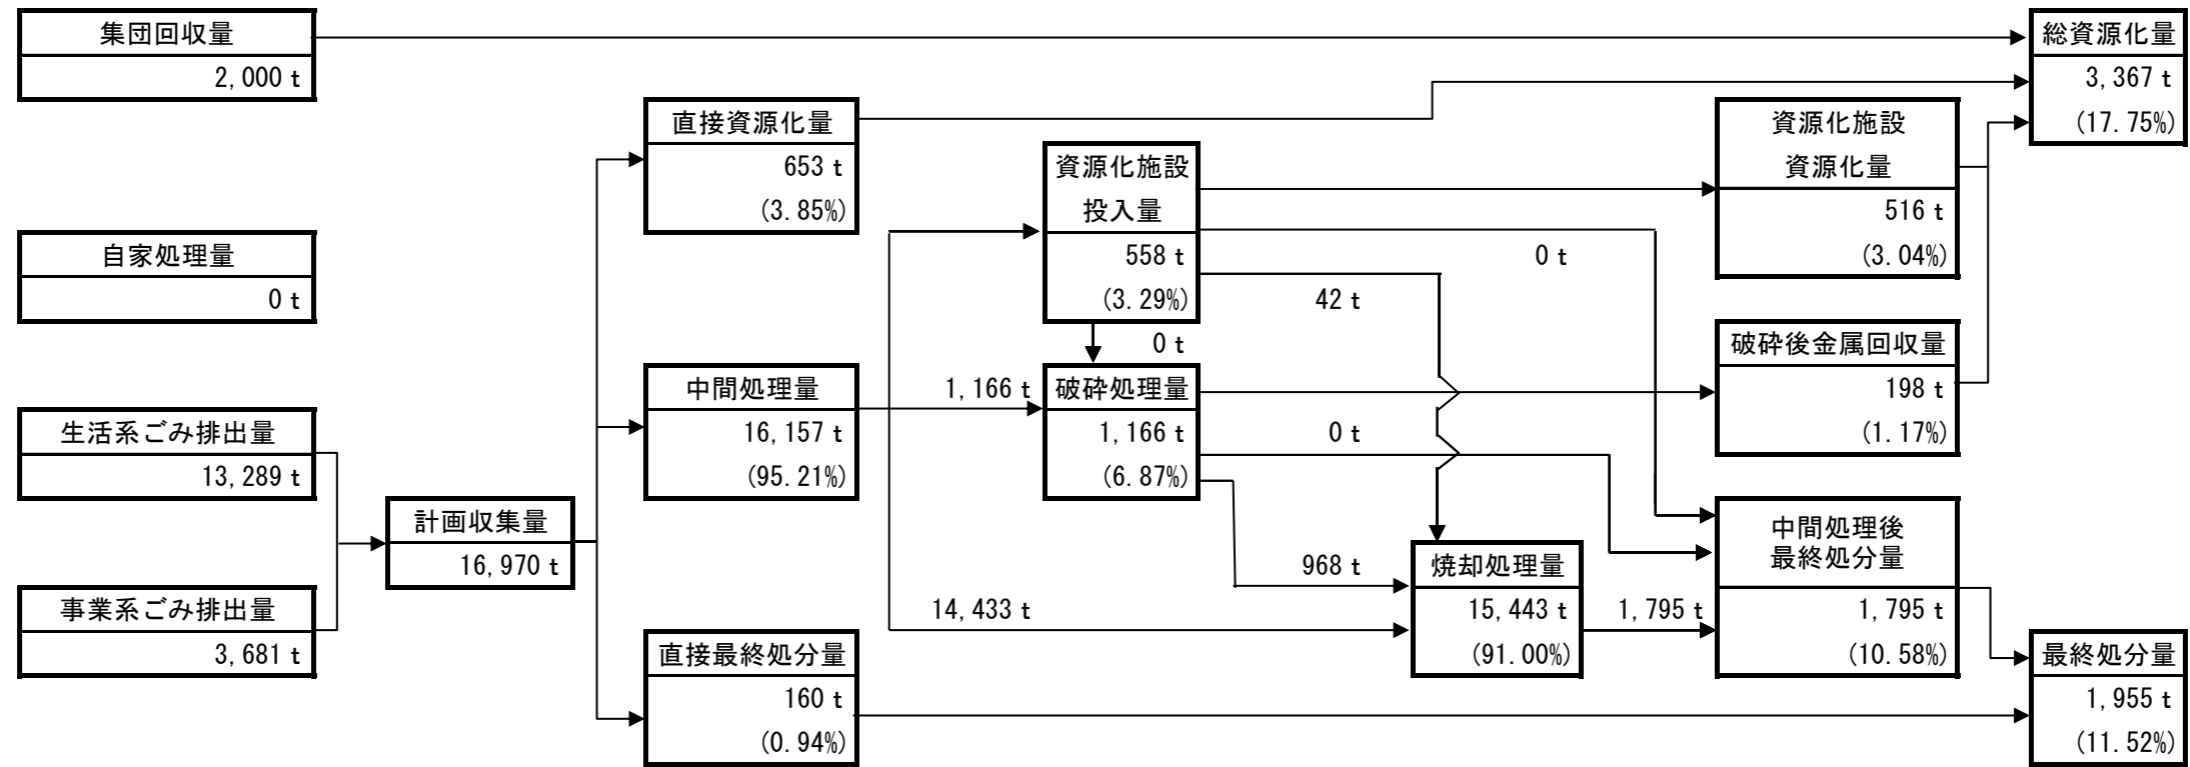 集団回収量
2,000 t
自家処理量
0 t
生活系ごみ排出量
13,289 t
事業系ごみ排出量
3,681 t
計画収集量
16,970 t
直接資源化量
653 t
(3.85%)
中間処理量
16,157 t
(95.21%)
直接最終処分量
160 t
(0.94%)
1,166 t
14,433 t
資源化施設
投入量
558 t
(3.29%)
0 t
破砕処理量
1,166 t
(6.87%)
0 t
42 t
0 t
968 t
焼却処理量
15,443 t
(91.00%)
1,795 t
資源化施設
資源化量
516 t
(3.04%)
破砕後金属回収量
198 t
(1.17%)
中間処理後
最終処分量
1,795 t
(10.58%)
総資源化量
3,367 t
(17.75%)
最終処分量
1,955 t
(11.52%)